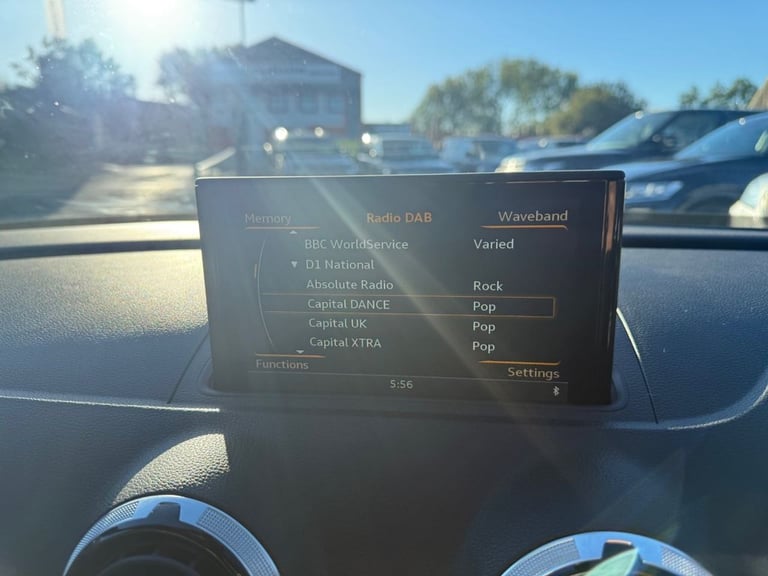 Memory Radio DAB Waveband
BBC WorldService Varied
▼ D1 National
Absolute Radio Rock
Capital DANCE Pop
Capital UK Pop
Capital XTRA Pop
Functions Settings
5:56